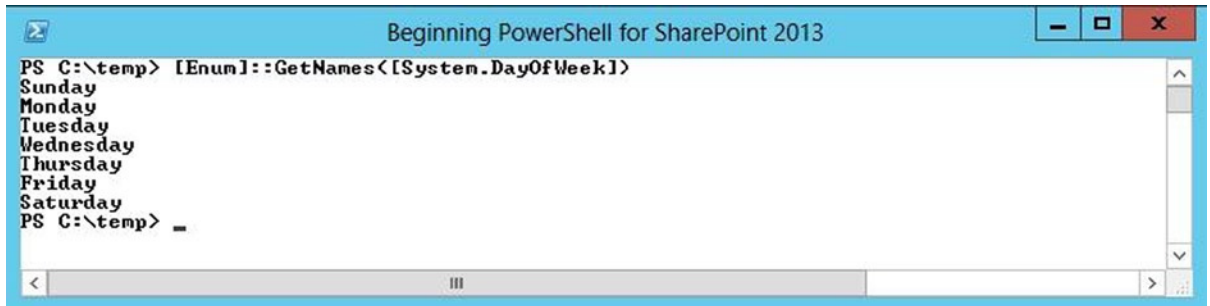 Beginning PowerShell for SharePoint 2013
PS C:\temp> [Enum]::GetNames([System.DayOfWeek])
Sunday
Monday
Tuesday
Wednesday
Thursday
Friday
Saturday
PS C:\temp> _